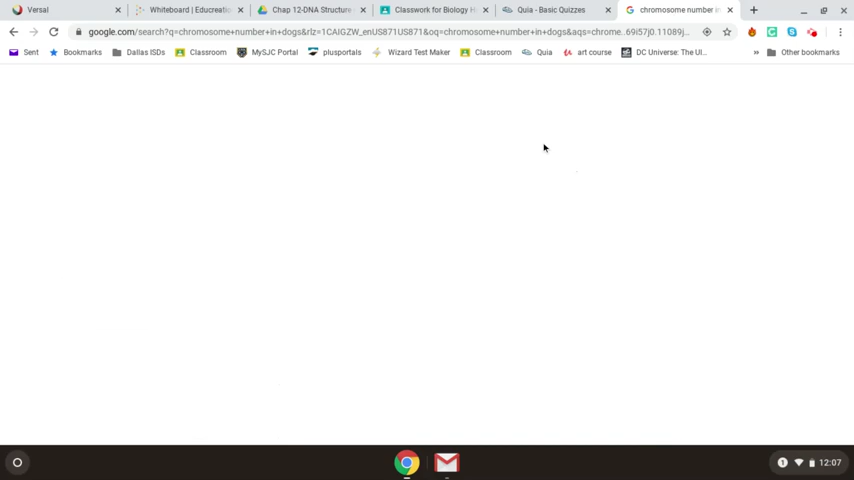 Versal Whiteboard | Educreatio Chap 12-DNA Structure Classwork for Biology H Quia - Basic Quizzes chromosome number in
google.com/search?q=chromosome+number+in+dogs&rlz=1CAIGZW_enUS871US871&oq=chromosome+number+in+dogs&aqs=chrome..69i57j0.11089j...
Sent Bookmarks Dallas ISDs Classroom MySJC Portal plusportals Wizard Test Maker Classroom Quia art course DC Universe: The Ul... » Other bookmarks
1 12:07